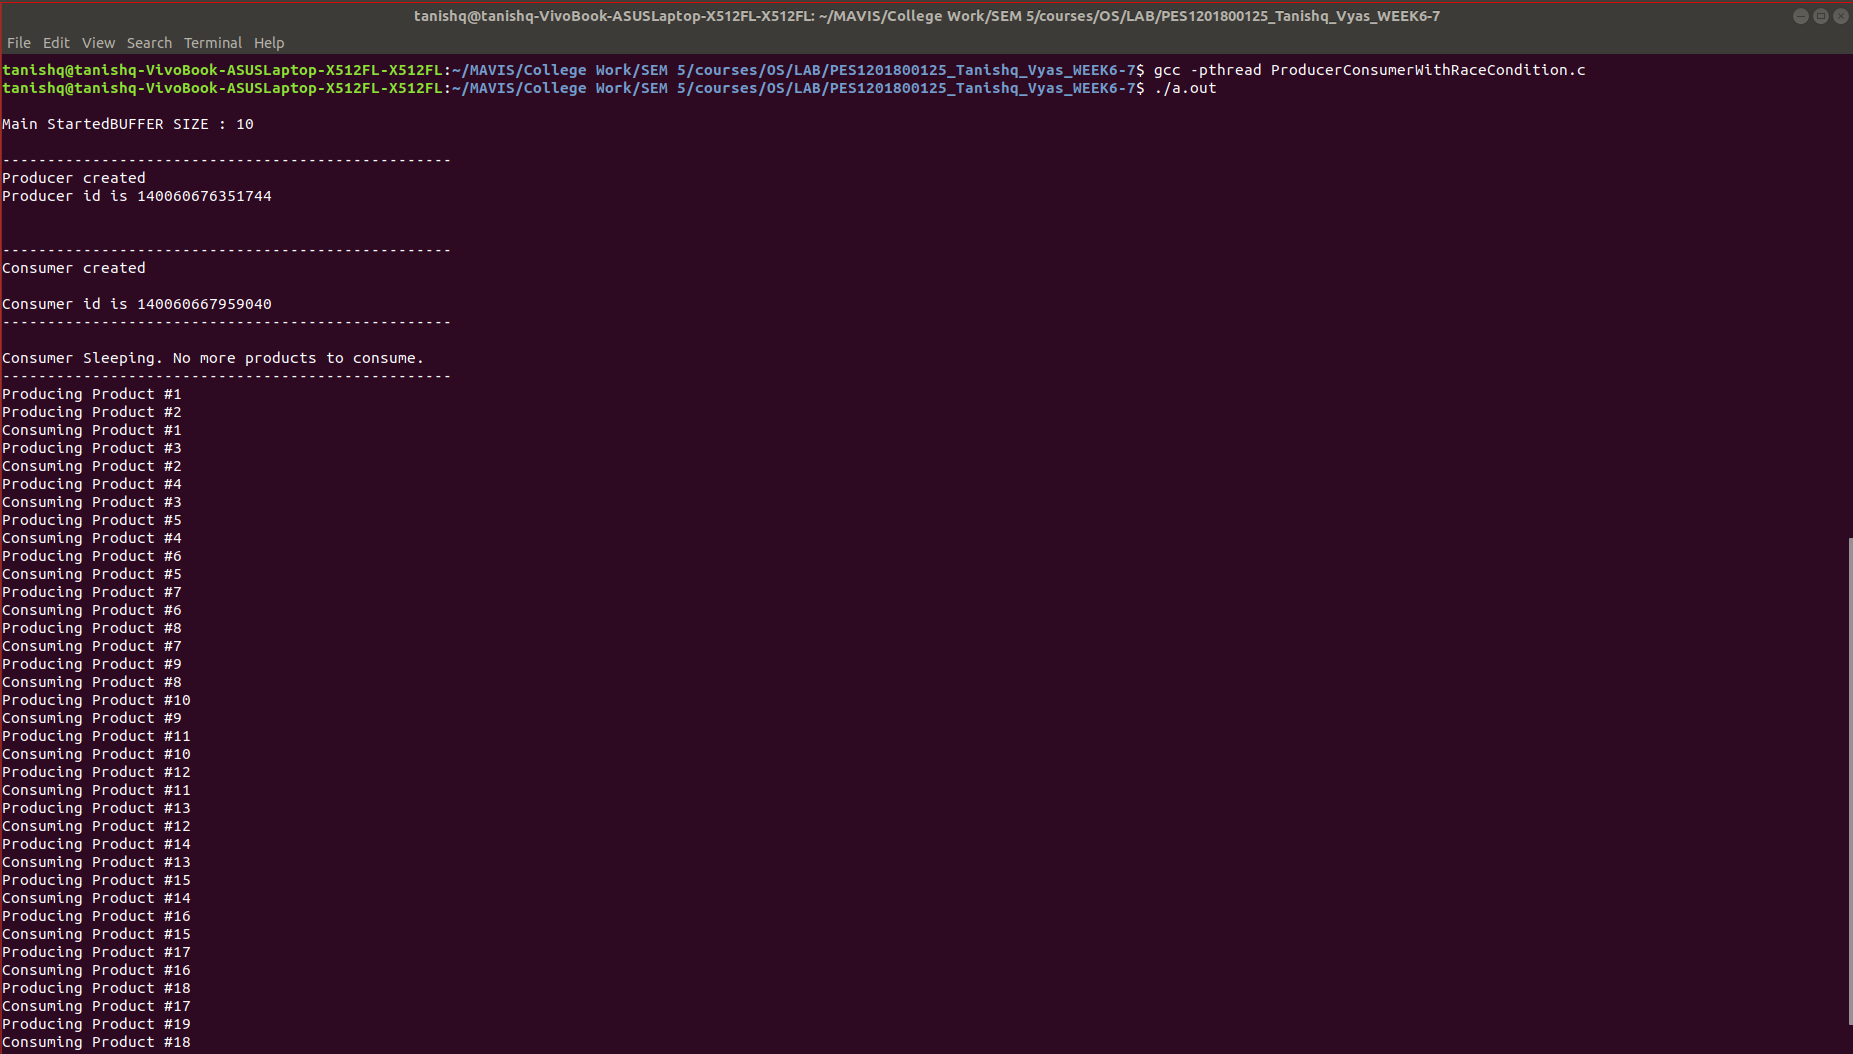 tanishq@tanishq-VivoBook-ASUSLaptop-X512FL-X512FL: ~/MAVIS/College Work/SEM 5/courses/OS/LAB/PES1201800125_Tanishq_Vyas_WEEK6-7
File Edit View Search Terminal Help
tanishq@tanishq-VivoBook-ASUSLaptop-X512FL-X512FL:~/MAVIS/College Work/SEM 5/courses/OS/LAB/PES1201800125_Tanishq_Vyas_WEEK6-7$ gcc -pthread ProducerConsumerWithRaceCondition.c
tanishq@tanishq-VivoBook-ASUSLaptop-X512FL-X512FL:~/MAVIS/College Work/SEM 5/courses/OS/LAB/PES1201800125_Tanishq_Vyas_WEEK6-7$ ./a.out
Main StartedBUFFER SIZE : 10
--------------------------------------------------
Producer created
Producer id is 140060676351744
--------------------------------------------------
Consumer created
Consumer id is 140060667959040
--------------------------------------------------
Consumer Sleeping. No more products to consume.
--------------------------------------------------
Producing Product #1
Producing Product #2
Consuming Product #1
Producing Product #3
Consuming Product #2
Producing Product #4
Consuming Product #3
Producing Product #5
Consuming Product #4
Producing Product #6
Consuming Product #5
Producing Product #7
Consuming Product #6
Producing Product #8
Consuming Product #7
Producing Product #9
Consuming Product #8
Producing Product #10
Consuming Product #9
Producing Product #11
Consuming Product #10
Producing Product #12
Consuming Product #11
Producing Product #13
Consuming Product #12
Producing Product #14
Consuming Product #13
Producing Product #15
Consuming Product #14
Producing Product #16
Consuming Product #15
Producing Product #17
Consuming Product #16
Producing Product #18
Consuming Product #17
Producing Product #19
Consuming Product #18